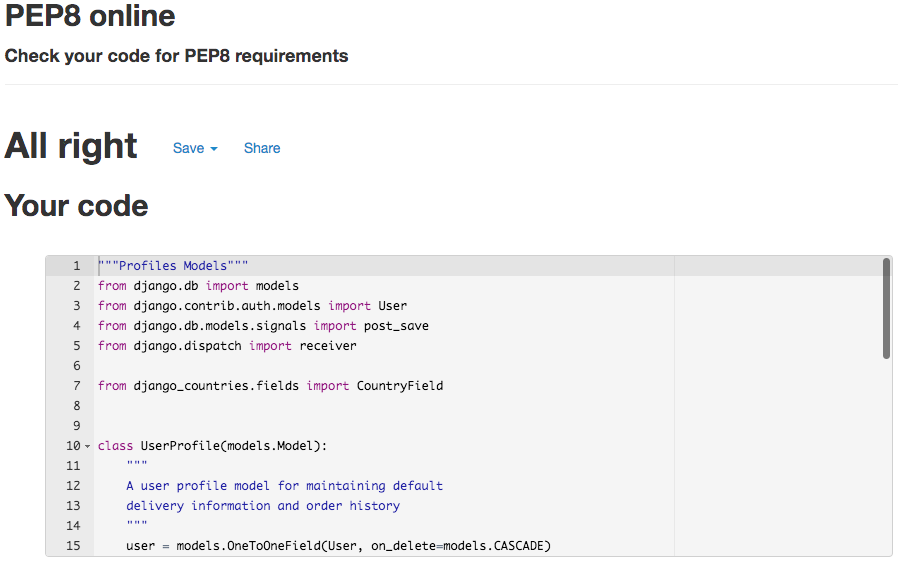 PEP8 online
Check your code for PEP8 requirements
All right Save Share
Your code
1 """Profiles Models"""
2 from django.db import models
3 from django.contrib.auth.models import User
4 from django.db.models.signals import post_save
5 from django.dispatch import receiver
6
7 from django_countries.fields import CountryField
8
9
10 class UserProfile(models.Model):
11     """
12     A user profile model for maintaining default
13     delivery information and order history
14     """
15     user = models.OneToOneField(User, on_delete=models.CASCADE)